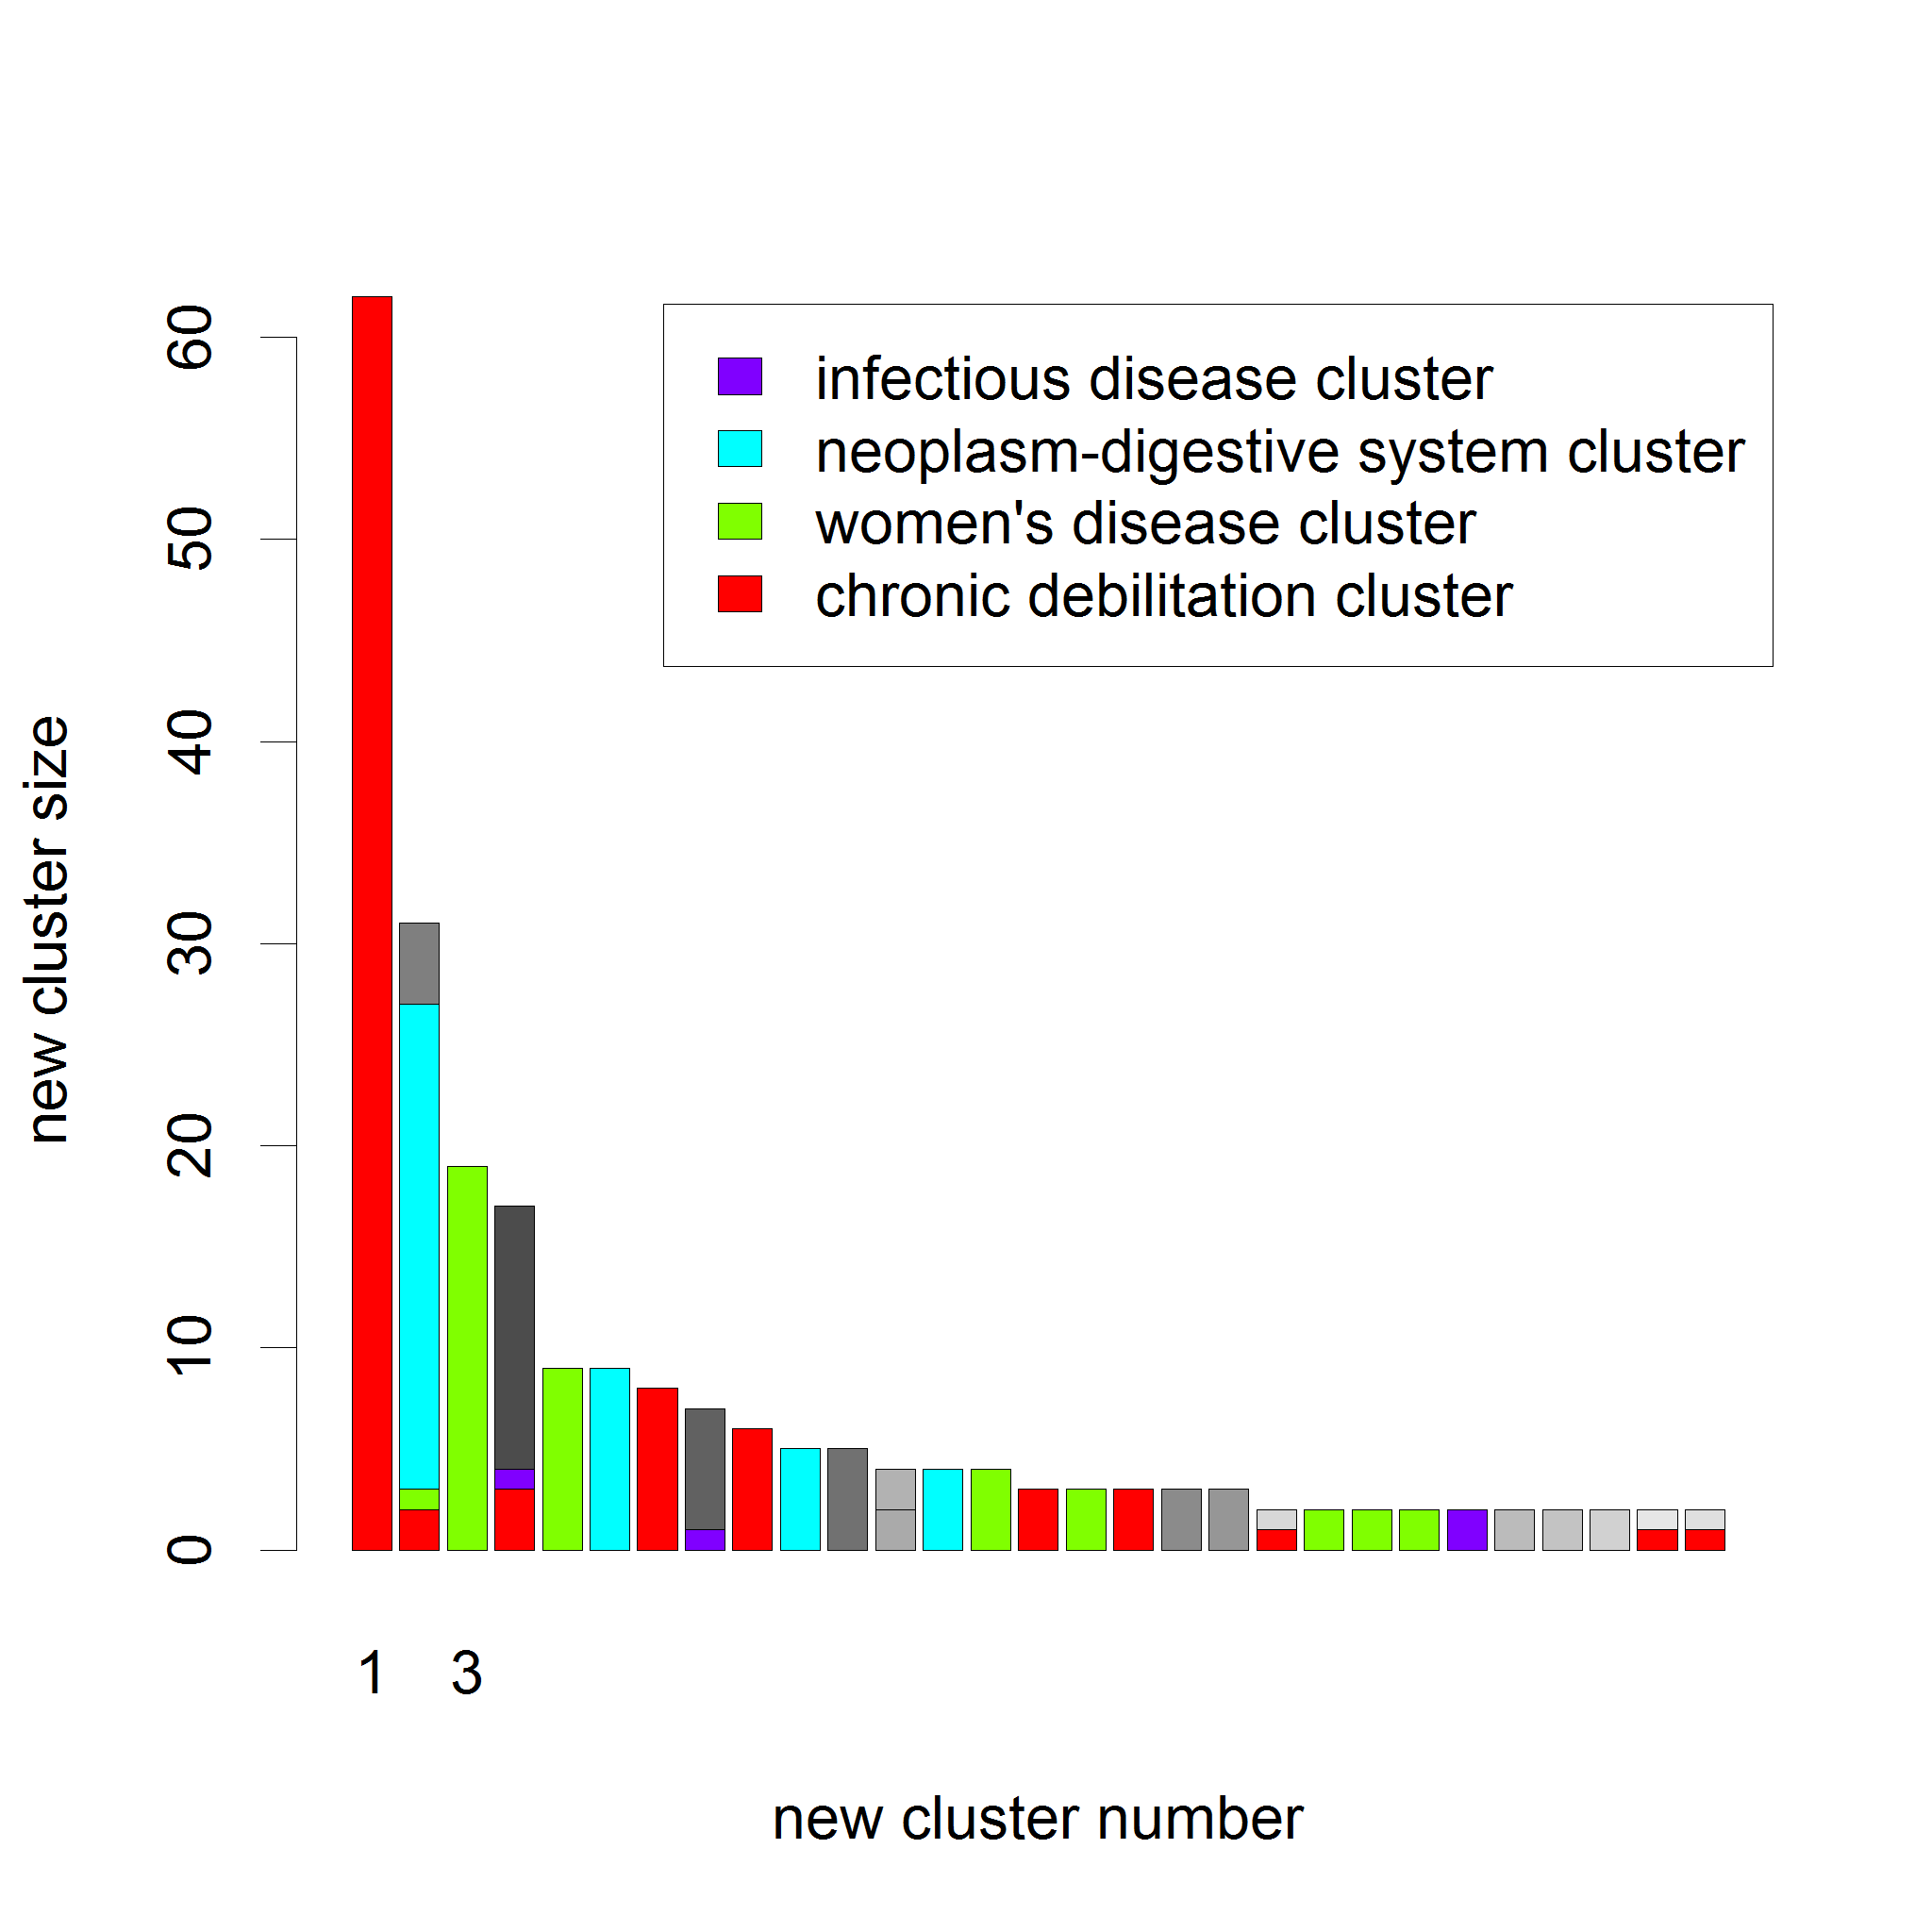 infectious disease cluster
neoplasm-digestive system cluster
women's disease cluster
chronic debilitation cluster
new cluster size
60
50
40
30
20
10
0
1 3
new cluster number